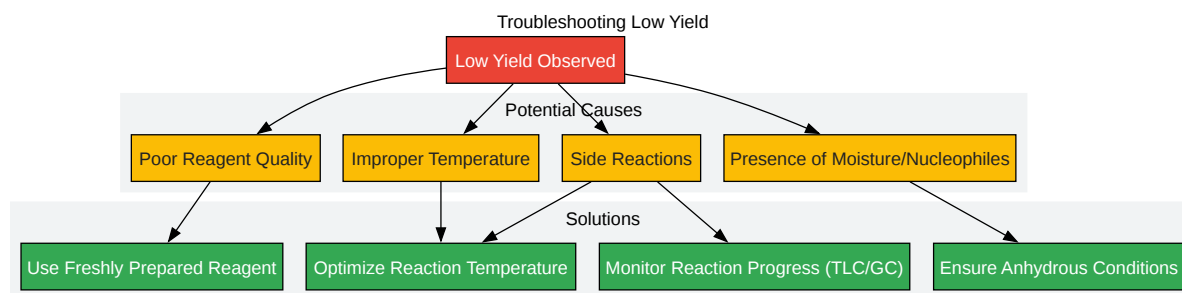 Troubleshooting Low Yield
Low Yield Observed
Potential Causes
Poor Reagent Quality
Improper Temperature
Side Reactions
Presence of Moisture/Nucleophiles
Solutions
Use Freshly Prepared Reagent
Optimize Reaction Temperature
Monitor Reaction Progress (TLC/GC)
Ensure Anhydrous Conditions